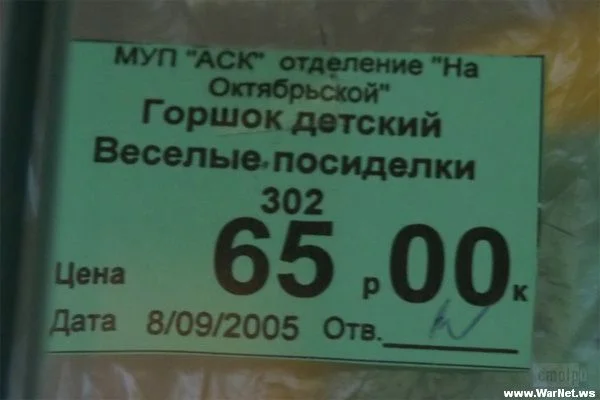 МУП "АСК" отделение "На
Октябрьской"
Горшок детский
Веселые посиделки
302
Цена 65 р 00 к
Дата 8/09/2005 Отв.
www.WarNet.ws